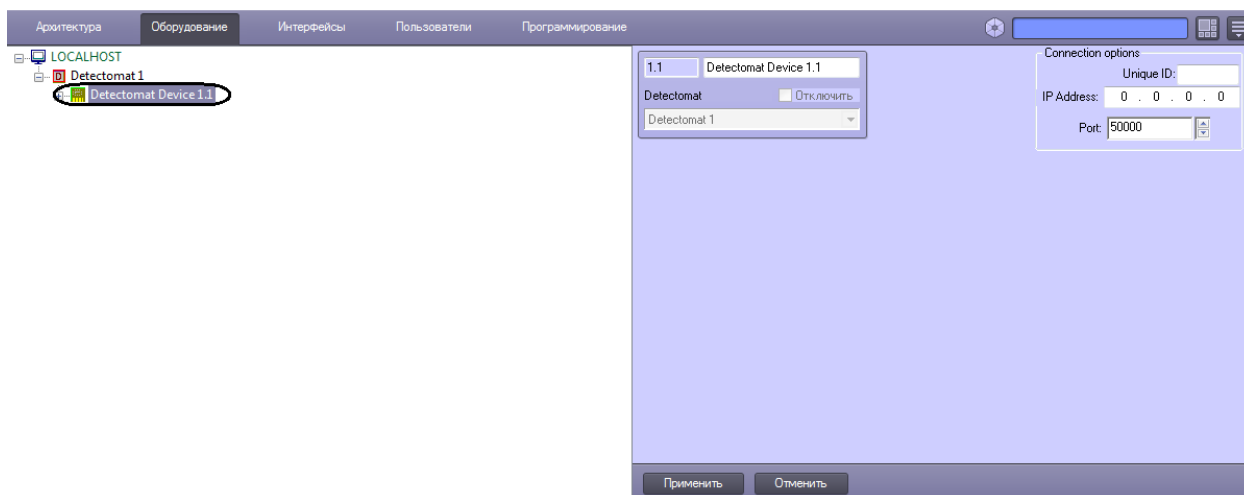 Архитектура Оборудование Интерфейсы Пользователи Программирование
LOCALHOST
Detectomat 1
Detectomat Device 1.1
1.1 Detectomat Device 1.1
Detectomat Отключить
Detectomat 1
Connection options
Unique ID:
IP Address: 0 . 0 . 0 . 0
Port: 50000
Применить Отменить